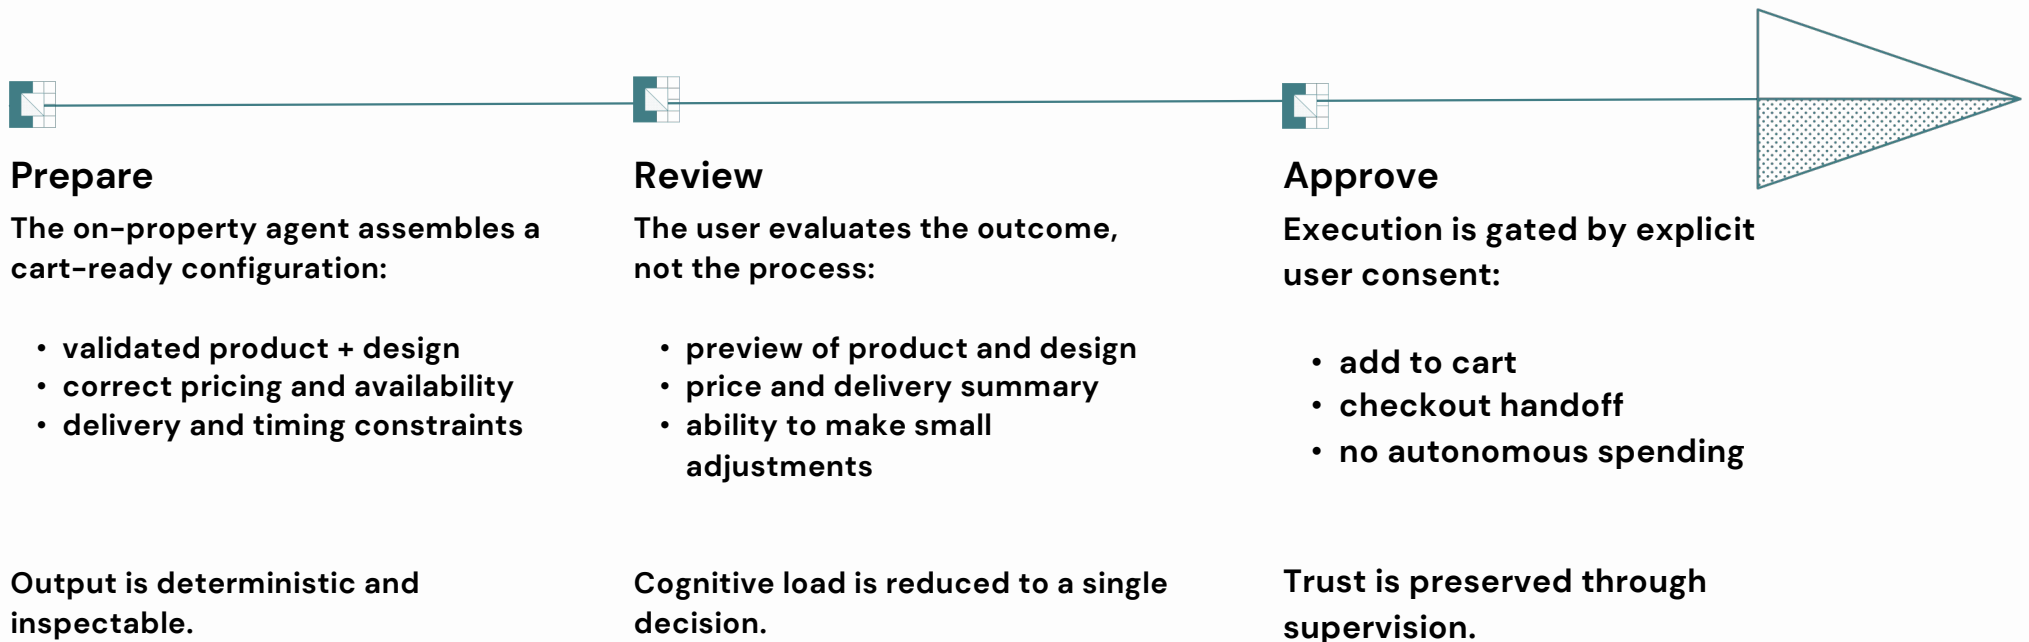 Prepare
The on-property agent assembles a
cart-ready configuration:
• validated product + design
• correct pricing and availability
• delivery and timing constraints
Output is deterministic and
inspectable.
Review
The user evaluates the outcome,
not the process:
• preview of product and design
• price and delivery summary
• ability to make small
adjustments
Cognitive load is reduced to a single
decision.
Approve
Execution is gated by explicit
user consent:
• add to cart
• checkout handoff
• no autonomous spending
Trust is preserved through
supervision.